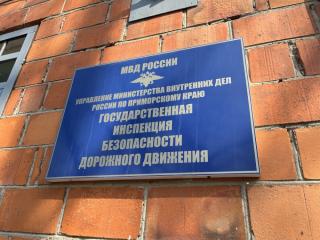 МВД РОССИИ
УПРАВЛЕНИЕ МИНИСТЕРСТВА ВНУТРЕННИХ ДЕЛ
РОССИИ ПО ПРИМОРСКОМУ КРАЮ
ГОСУДАРСТВЕННАЯ
ИНСПЕКЦИЯ
БЕЗОПАСНОСТИ
ДОРОЖНОГО ДВИЖЕНИЯ